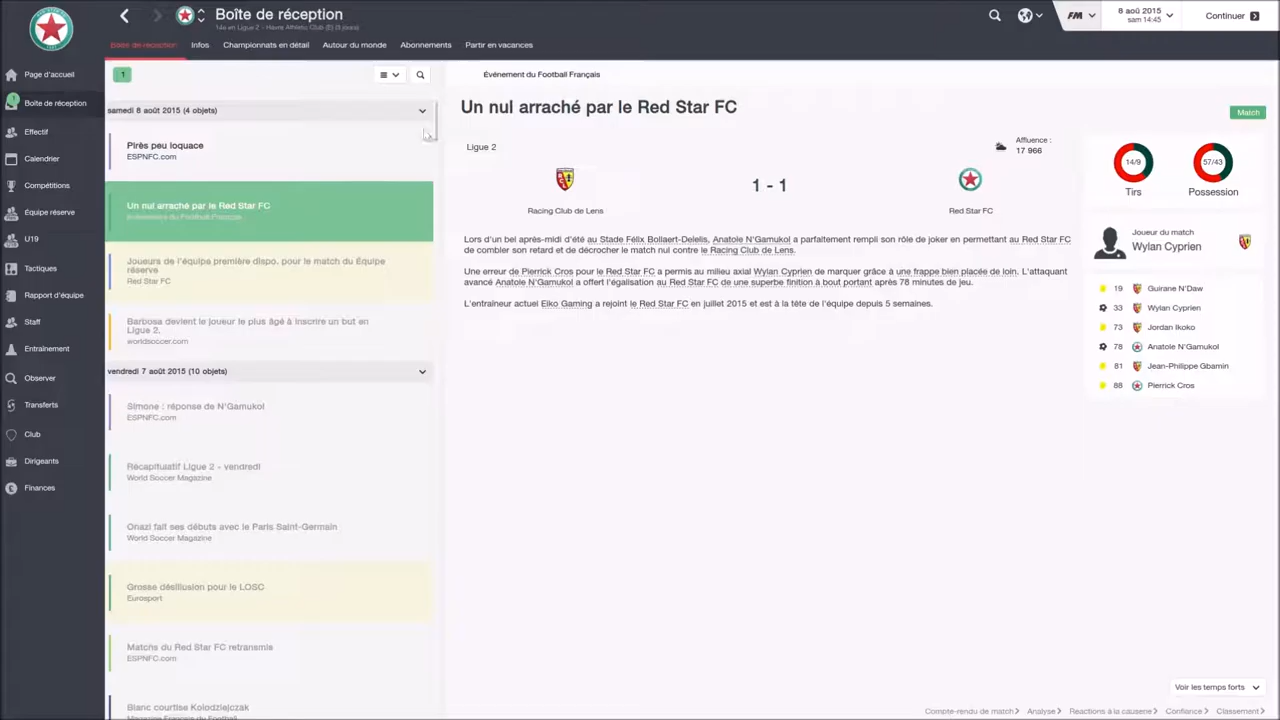 Boîte de réception
14e en Ligue 2 - Havre Athletic Club (E) (3 jours)
FM
8 aoû 2015
sam 14:45
Continuer
Boîte de réception
Infos
Championnats en détail
Autour du monde
Abonnements
Partir en vacances
Page d'accueil
Boîte de réception
Effectif
Calendrier
Compétitions
Équipe réserve
U19
Tactiques
Rapport d'équipe
Staff
Entraînement
Observer
Transferts
Club
Dirigeants
Finances
1
samedi 8 août 2015 (4 objets)
Pirès peu loquace
ESPNFC.com
Un nul arraché par le Red Star FC
Événement du Football Français
Joueurs de l'équipe première dispo. pour le match du Équipe
réserve
Red Star FC
Barbosa devient le joueur le plus âgé à inscrire un but en
Ligue 2.
worldsoccer.com
vendredi 7 août 2015 (10 objets)
Simone : réponse de N'Gamukol
ESPNFC.com
Récapitulatif Ligue 2 - vendredi
World Soccer Magazine
Onazi fait ses débuts avec le Paris Saint-Germain
World Soccer Magazine
Grosse désillusion pour le LOSC
Eurosport
Matchs du Red Star FC retransmis
ESPNFC.com
Blanc courtise Kolodziejczak
Magazine Français du Football
Événement du Football Français
Un nul arraché par le Red Star FC
Match
Ligue 2
Affluence :
17 966
1 - 1
Racing Club de Lens
Red Star FC
Lors d'un bel après-midi d'été au Stade Félix Bollaert-Delelis, Anatole N'Gamukol a parfaitement rempli son rôle de joker en permettant au Red Star FC
de combler son retard et de décrocher le match nul contre le Racing Club de Lens.
Une erreur de Pierrick Cros pour le Red Star FC a permis au milieu axial Wylan Cyprien de marquer grâce à une frappe bien placée de loin. L'attaquant
avancé Anatole N'Gamukol a offert l'égalisation au Red Star FC de une superbe finition à bout portant après 78 minutes de jeu.
L'entraîneur actuel Eiko Gaming a rejoint le Red Star FC en juillet 2015 et est à la tête de l'équipe depuis 5 semaines.
14/9
57/43
Tirs
Possession
Joueur du match
Wylan Cyprien
19 Guirane N'Daw
33 Wylan Cyprien
73 Jordan Ikoko
78 Anatole N'Gamukol
81 Jean-Philippe Gbamin
88 Pierrick Cros
Voir les temps forts
Compte-rendu de match
Analyse
Réactions à la causerie
Confiance
Classement